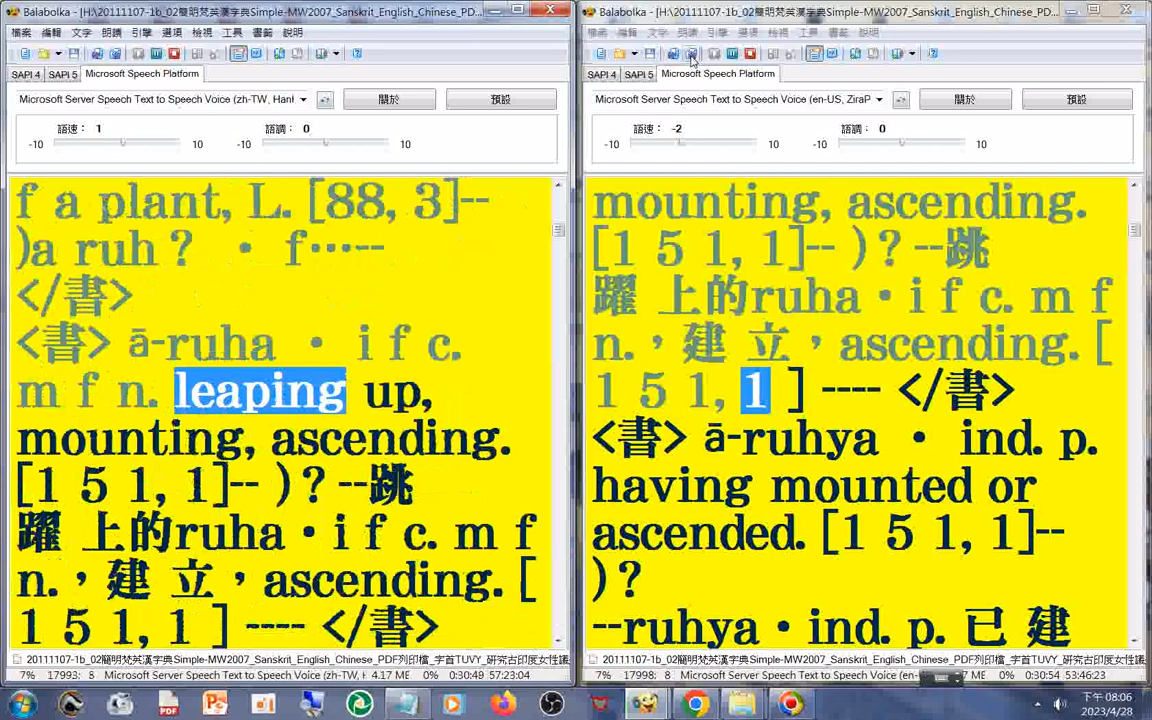 Balabolka - [H:\20111107-1b_02簡明梵英漢字典Simple-MW2007_Sanskrit_English_Chinese_PD...
檔案 編輯 文字 朗讀 引擎 選項 檢視 工具 書籤 說明
SAPI 4 SAPI 5 Microsoft Speech Platform
Microsoft Server Speech Text to Speech Voice (zh-TW, Hanl
關於 預設
語速： 1 語調： 0
-10 10 -10 10
f a plant, L. [88, 3]--
)a ruh ? • f⋯--
</書>
<書> ā-ruha • i f c.
m f n. leaping up,
mounting, ascending.
[1 5 1, 1]-- ) ? --跳
躍 上的ruha • i f c. m f
n.，建 立，ascending. [
1 5 1, 1 ] ---- </書>
20111107-1b_02簡明梵英漢字典Simple-MW2007_Sanskrit_English_Chinese_PDF列印檔_字首TUVY_研究古印度女性議
7% 17993: 8 Microsoft Server Speech Text to Speech Voice (zh-TW, H 4.17 MB 0% 0:30:49 57:23:04
Balabolka - [H:\20111107-1b_02簡明梵英漢字典Simple-MW2007_Sanskrit_English_Chinese_PD...
檔案 編輯 文字 朗讀 引擎 選項 檢視 工具 書籤 說明
SAPI 4 SAPI 5 Microsoft Speech Platform
Microsoft Server Speech Text to Speech Voice (en-US, ZiraP
關於 預設
語速： -2 語調： 0
-10 10 -10 10
mounting, ascending.
[1 5 1, 1]-- ) ? --跳
躍 上的ruha • i f c. m f
n.，建 立，ascending. [
1 5 1, 1 ] ---- </書>
<書> ā-ruhya • ind. p.
having mounted or
ascended. [1 5 1, 1]--
) ?
--ruhya • ind. p. 已 建
20111107-1b_02簡明梵英漢字典Simple-MW2007_Sanskrit_English_Chinese_PDF列印檔_字首TUVY_研究古印度女性議
7% 17998: 8 Microsoft Server Speech Text to Speech Voice (en- 4.17 MB 0% 0:30:54 53:46:23
下午 08:06
2023/4/28